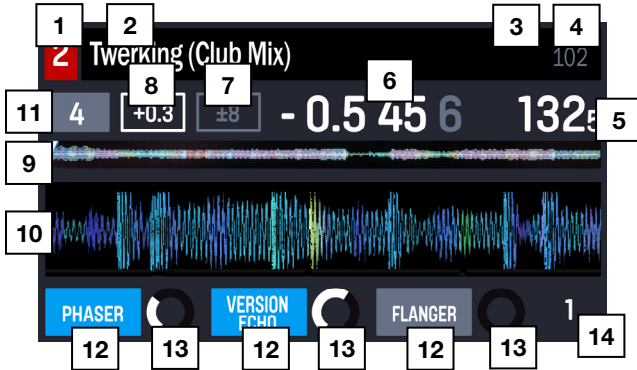 1 2 3 4
2 Twerking (Club Mix) 102
8 7 6
11 4 +0.3 ±8 - 0.5 45 6 132 5
9
10
PHASER VERSION ECHO FLANGER 1
12 13 12 13 12 13 14